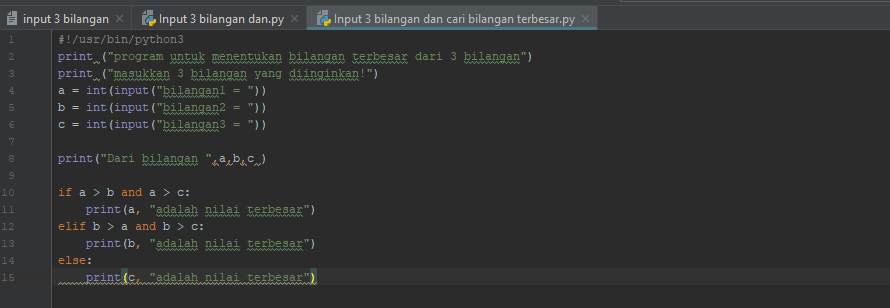 input 3 bilangan × Input 3 bilangan dan.py × Input 3 bilangan dan cari bilangan terbesar.py ×
1 #!/usr/bin/python3
2 print ("program untuk menentukan bilangan terbesar dari 3 bilangan")
3 print ("masukkan 3 bilangan yang diinginkan!")
4 a = int(input("bilangan1 = "))
5 b = int(input("bilangan2 = "))
6 c = int(input("bilangan3 = "))
7
8 print("Dari bilangan ",a,b,c )
9
10 if a > b and a > c:
11     print(a, "adalah nilai terbesar")
12 elif b > a and b > c:
13     print(b, "adalah nilai terbesar")
14 else:
15     print(c, "adalah nilai terbesar")